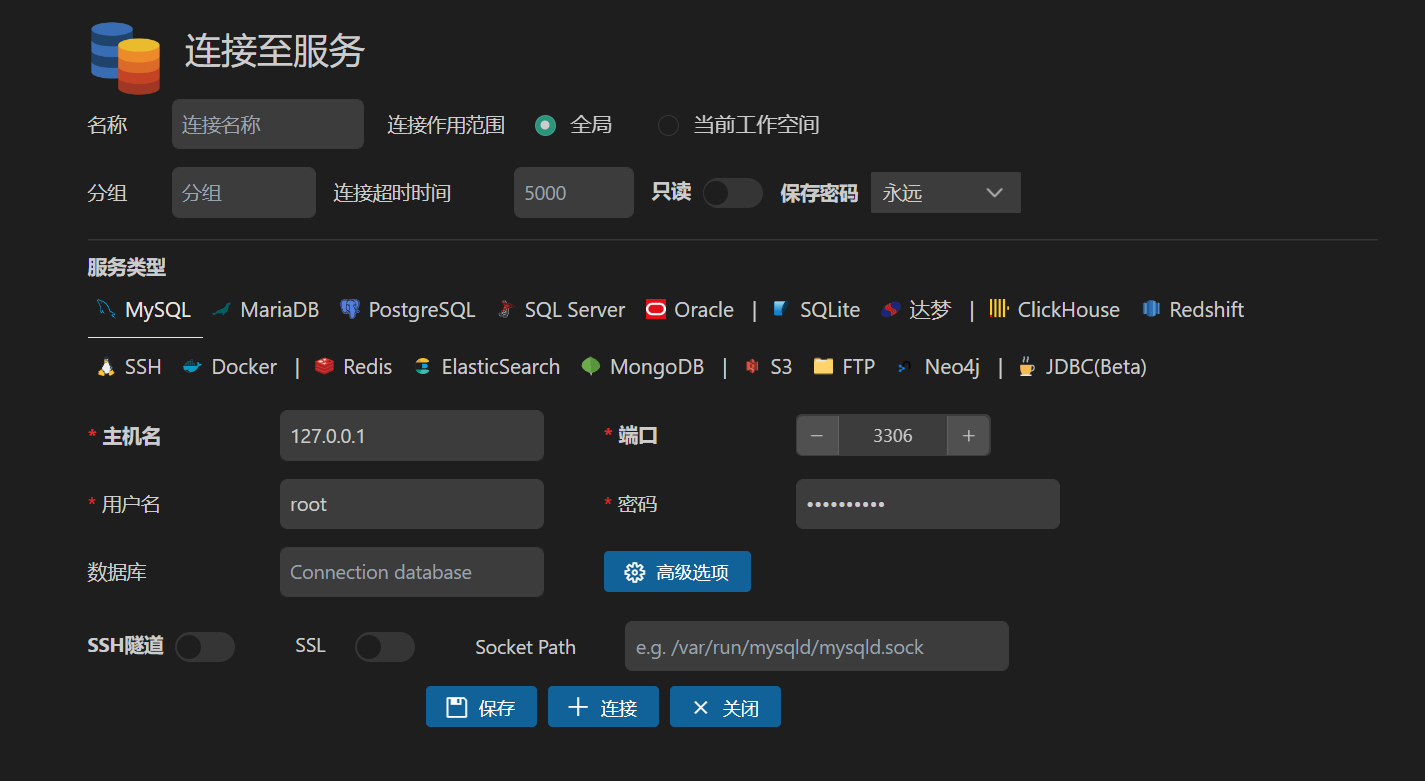 连接至服务
名称 连接名称 连接作用范围 全局 当前工作空间
分组 分组 连接超时时间 5000 只读 保存密码 永远
服务类型
MySQL MariaDB PostgreSQL SQL Server Oracle | SQLite 达梦 | ClickHouse Redshift
SSH Docker | Redis ElasticSearch MongoDB | S3 FTP Neo4j | JDBC(Beta)
* 主机名 127.0.0.1 * 端口 − 3306 +
* 用户名 root * 密码 ••••••••••
数据库 Connection database 高级选项
SSH隧道 SSL Socket Path e.g. /var/run/mysqld/mysqld.sock
保存 连接 关闭